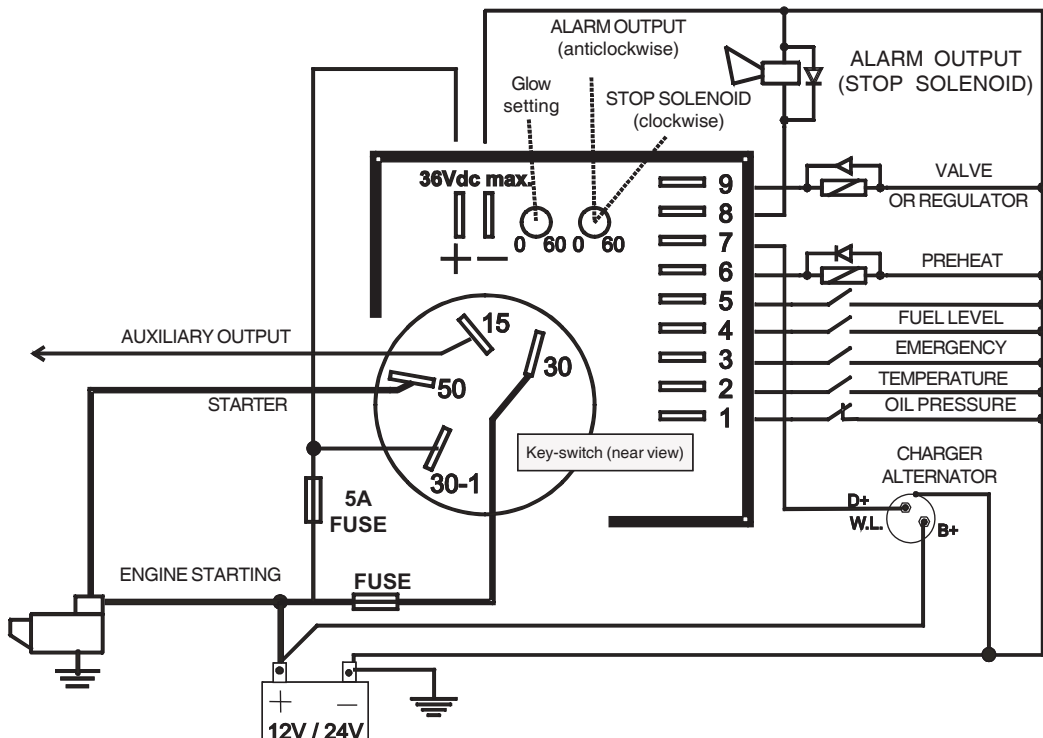 ALARM OUTPUT
(anticlockwise)
ALARM OUTPUT
(STOP SOLENOID)
Glow
setting
STOP SOLENOID
(clockwise)
36Vdc max.
0 60 0 60
+ −
9
8
7
6
5
4
3
2
1
VALVE
OR REGULATOR
PREHEAT
FUEL LEVEL
EMERGENCY
TEMPERATURE
OIL PRESSURE
AUXILIARY OUTPUT
15
30
50
STARTER
30-1
Key-switch (near view)
CHARGER
ALTERNATOR
D+
W.L.
B+
5A
FUSE
ENGINE STARTING
FUSE
+ −
12V / 24V